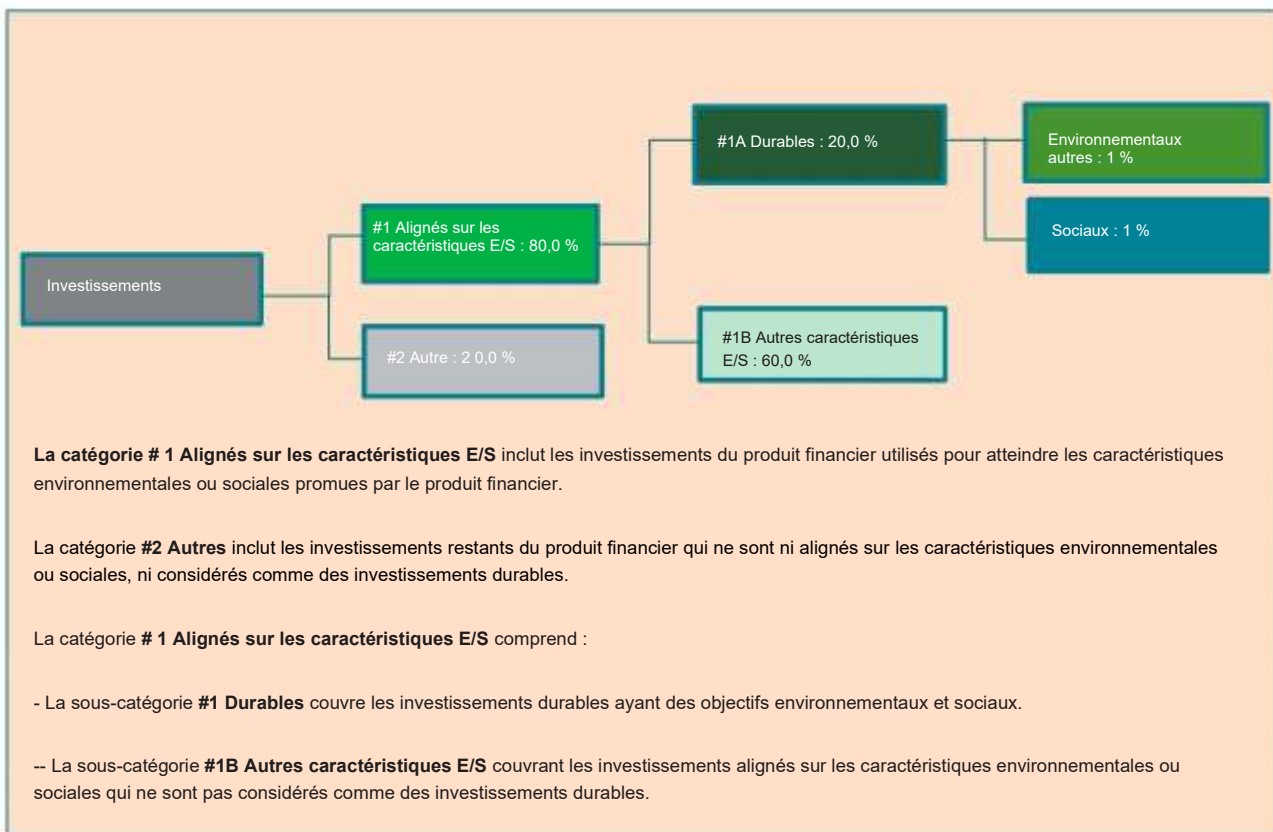 #1A Durables : 20,0 %
Environnementaux
autres : 1 %
#1 Alignés sur les
caractéristiques E/S : 80,0 %
Sociaux : 1 %
Investissements
#2 Autre : 2 0,0 %
#1B Autres caractéristiques
E/S : 60,0 %
La catégorie # 1 Alignés sur les caractéristiques E/S inclut les investissements du produit financier utilisés pour atteindre les caractéristiques
environnementales ou sociales promues par le produit financier.
La catégorie #2 Autres inclut les investissements restants du produit financier qui ne sont ni alignés sur les caractéristiques environnementales
ou sociales, ni considérés comme des investissements durables.
La catégorie # 1 Alignés sur les caractéristiques E/S comprend :
- La sous-catégorie #1 Durables couvre les investissements durables ayant des objectifs environnementaux et sociaux.
-- La sous-catégorie #1B Autres caractéristiques E/S couvrant les investissements alignés sur les caractéristiques environnementales ou
sociales qui ne sont pas considérés comme des investissements durables.